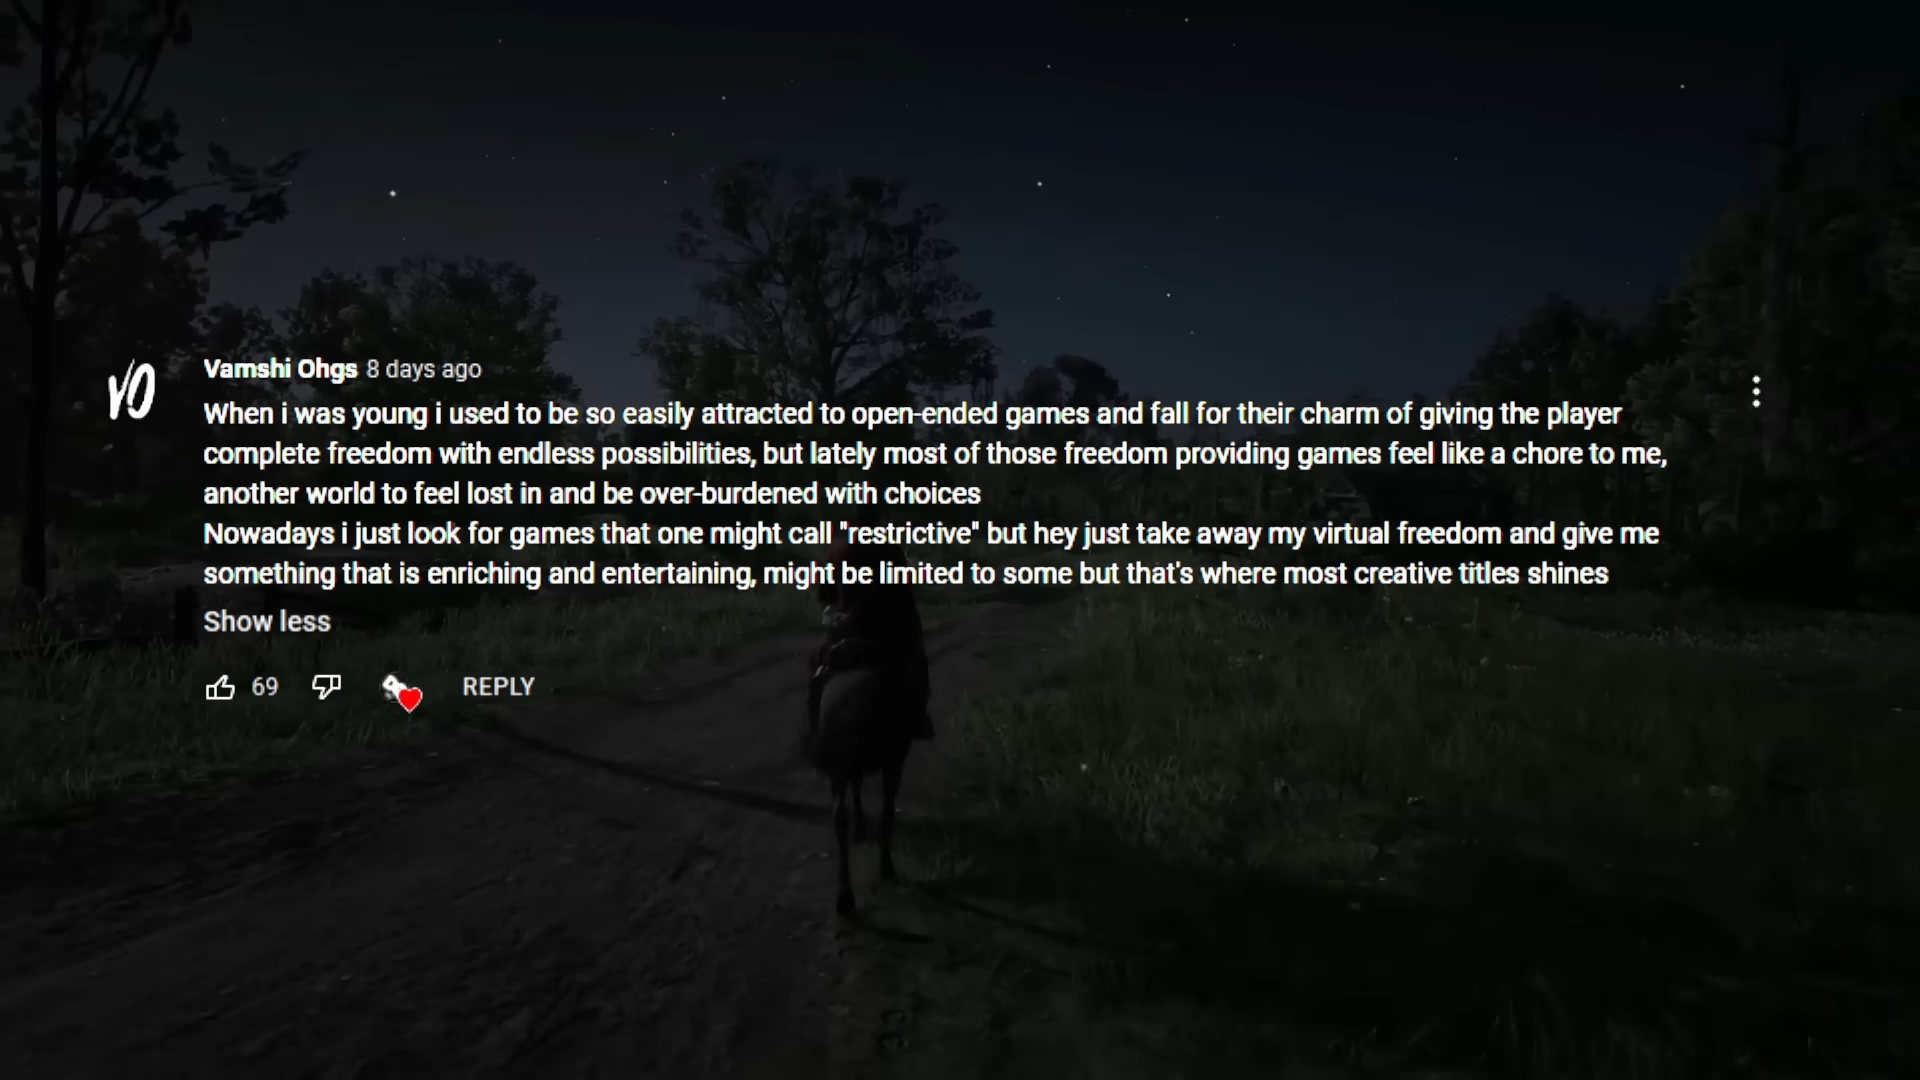 VO
Vamshi Ohgs 8 days ago
When i was young i used to be so easily attracted to open-ended games and fall for their charm of giving the player
complete freedom with endless possibilities, but lately most of those freedom providing games feel like a chore to me,
another world to feel lost in and be over-burdened with choices
Nowadays i just look for games that one might call "restrictive" but hey just take away my virtual freedom and give me
something that is enriching and entertaining, might be limited to some but that's where most creative titles shines
Show less
69 REPLY